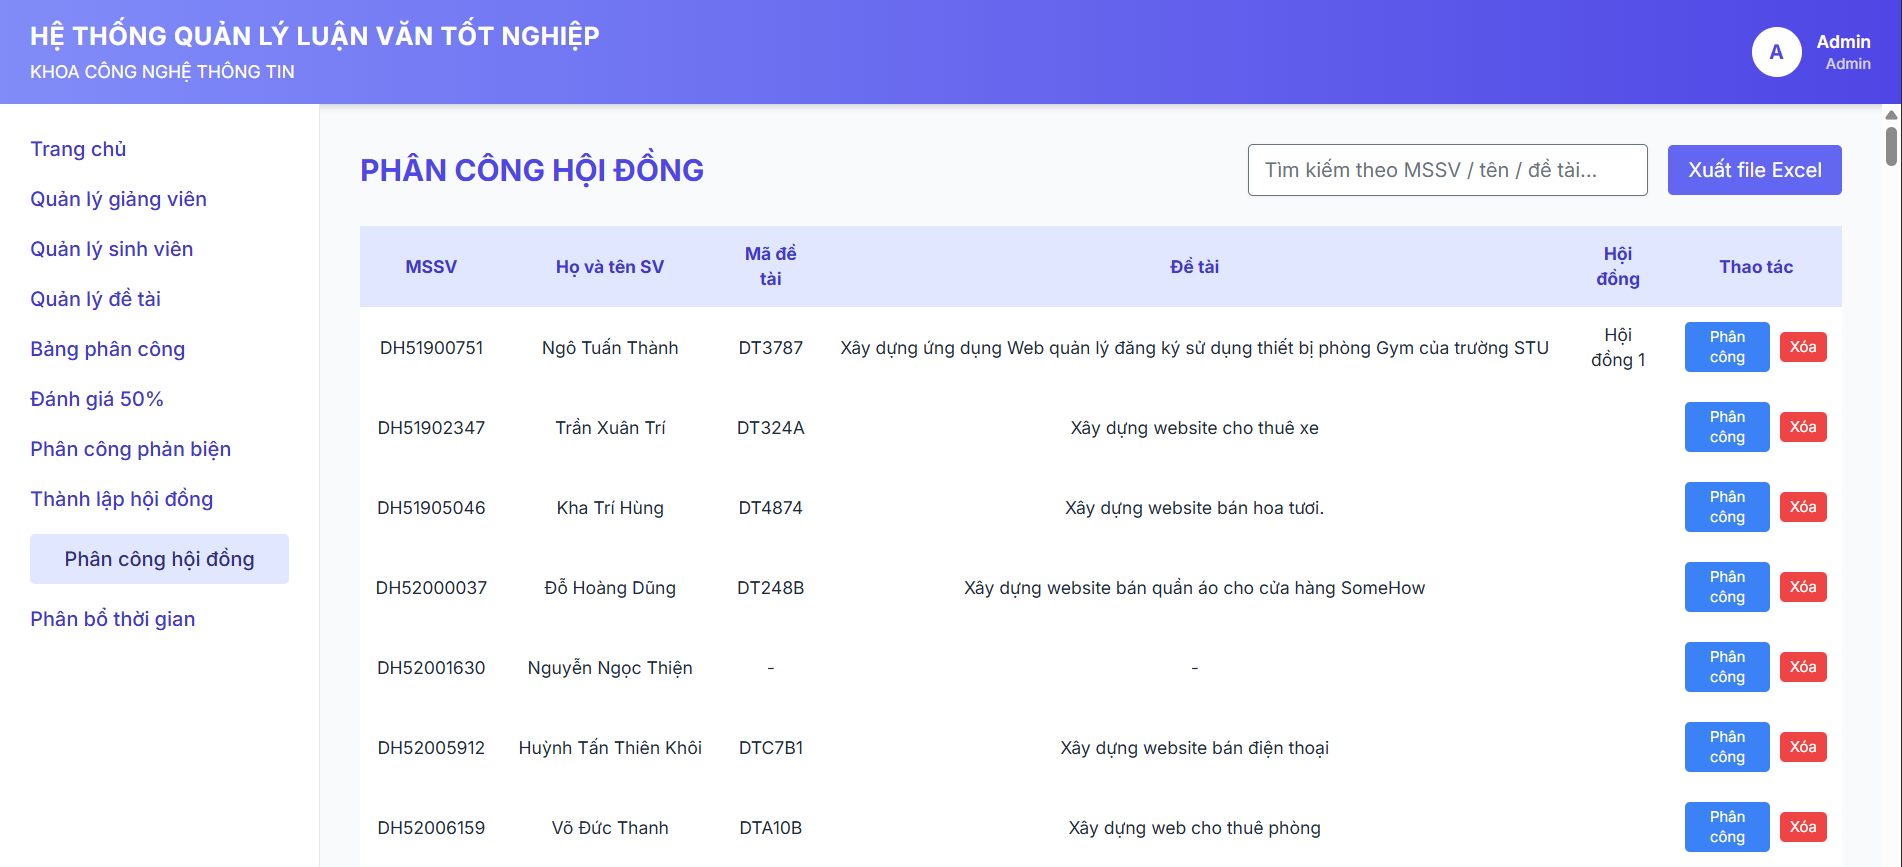 HỆ THỐNG QUẢN LÝ LUẬN VĂN TỐT NGHIỆP
KHOA CÔNG NGHỆ THÔNG TIN
A
Admin
Admin
Trang chủ
Quản lý giảng viên
Quản lý sinh viên
Quản lý đề tài
Bảng phân công
Đánh giá 50%
Phân công phản biện
Thành lập hội đồng
Phân công hội đồng
Phân bổ thời gian
PHÂN CÔNG HỘI ĐỒNG
Tìm kiếm theo MSSV / tên / đề tài...
Xuất file Excel
MSSV
Họ và tên SV
Mã đề
tài
Đề tài
Hội
đồng
Thao tác
DH51900751
Ngô Tuấn Thành
DT3787
Xây dựng ứng dụng Web quản lý đăng ký sử dụng thiết bị phòng Gym của trường STU
Hội
đồng 1
Phân
công
Xóa
DH51902347
Trần Xuân Trí
DT324A
Xây dựng website cho thuê xe
Phân
công
Xóa
DH51905046
Kha Trí Hùng
DT4874
Xây dựng website bán hoa tươi.
Phân
công
Xóa
DH52000037
Đỗ Hoàng Dũng
DT248B
Xây dựng website bán quần áo cho cửa hàng SomeHow
Phân
công
Xóa
DH52001630
Nguyễn Ngọc Thiện
-
-
Phân
công
Xóa
DH52005912
Huỳnh Tấn Thiên Khôi
DTC7B1
Xây dựng website bán điện thoại
Phân
công
Xóa
DH52006159
Võ Đức Thanh
DTA10B
Xây dựng web cho thuê phòng
Phân
công
Xóa